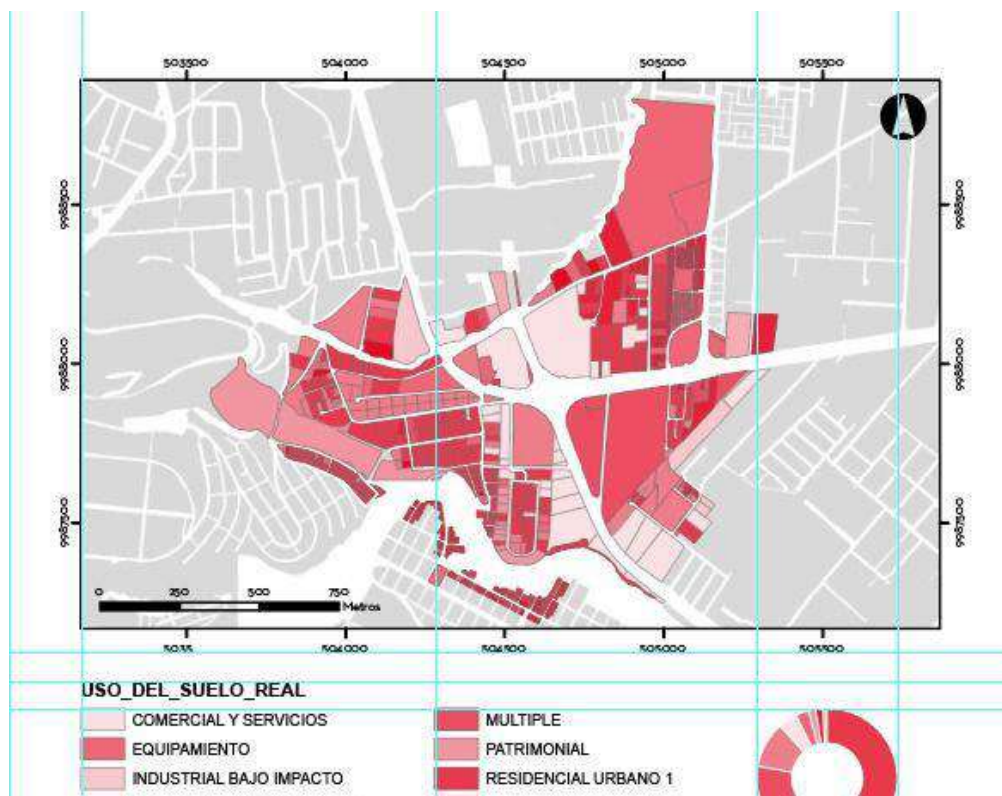 503500 504000 504500 505000 505500
9988500 9988500
9988000 9988000
9987500 9987500
0 250 500 750 Metros
504000 504500 505000 505500
USO_DEL_SUELO_REAL
COMERCIAL Y SERVICIOS
EQUIPAMIENTO
INDUSTRIAL BAJO IMPACTO
MULTIPLE
PATRIMONIAL
RESIDENCIAL URBANO 1